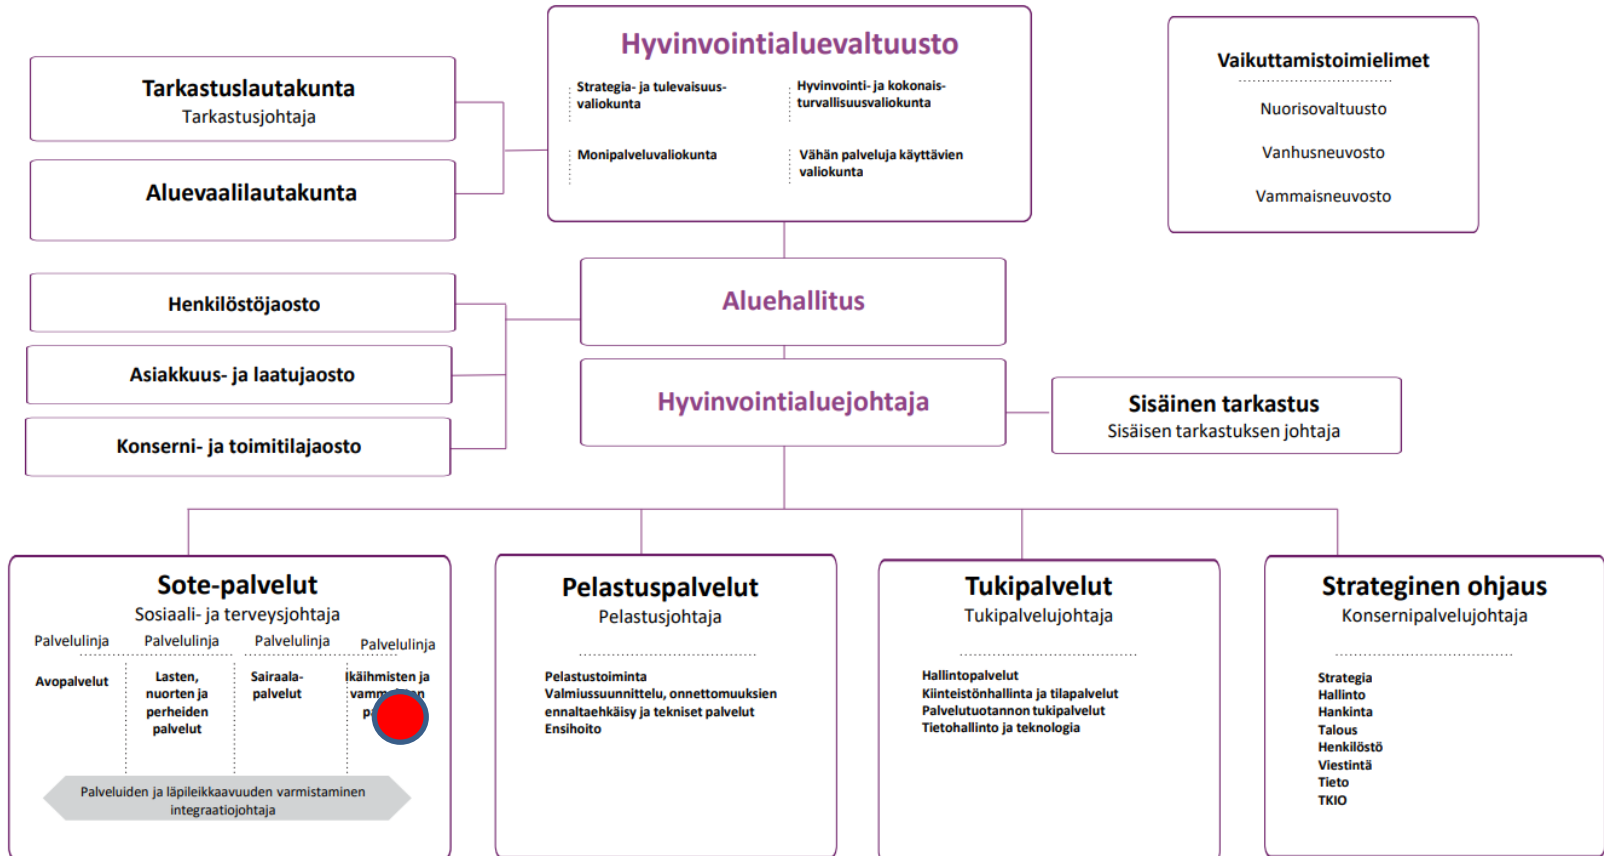 Hyvinvointialuevaltuusto
Strategia- ja tulevaisuus-
valiokunta
Hyvinvointi- ja kokonais-
turvallisuusvaliokunta
Monipalveluvaliokunta
Vähän palveluja käyttävien
valiokunta
Vaikuttamistoimielimet
Nuorisovaltuusto
Vanhusneuvosto
Vammaisneuvosto
Tarkastuslautakunta
Tarkastusjohtaja
Aluevaalilautakunta
Aluehallitus
Henkilöstöjaosto
Asiakkuus- ja laatujaosto
Konserni- ja toimitilajaosto
Hyvinvointialuejohtaja
Sisäinen tarkastus
Sisäisen tarkastuksen johtaja
Sote-palvelut
Sosiaali- ja terveysjohtaja
Palvelulinja
Avopalvelut
Palvelulinja
Lasten,
nuorten ja
perheiden
palvelut
Palvelulinja
Sairaala-
palvelut
Palvelulinja
Ikäihmisten ja
Palveluiden ja läpileikkaavuuden varmistaminen
integraatiojohtaja
Pelastuspalvelut
Pelastusjohtaja
Pelastustoiminta
Valmiussuunnittelu, onnettomuuksien
ennaltaehkäisy ja tekniset palvelut
Ensihoito
Tukipalvelut
Tukipalvelujohtaja
Hallintopalvelut
Kiinteistönhallinta ja tilapalvelut
Palvelutuotannon tukipalvelut
Tietohallinto ja teknologia
Strateginen ohjaus
Konsernipalvelujohtaja
Strategia
Hallinto
Hankinta
Talous
Henkilöstö
Viestintä
Tieto
TKIO